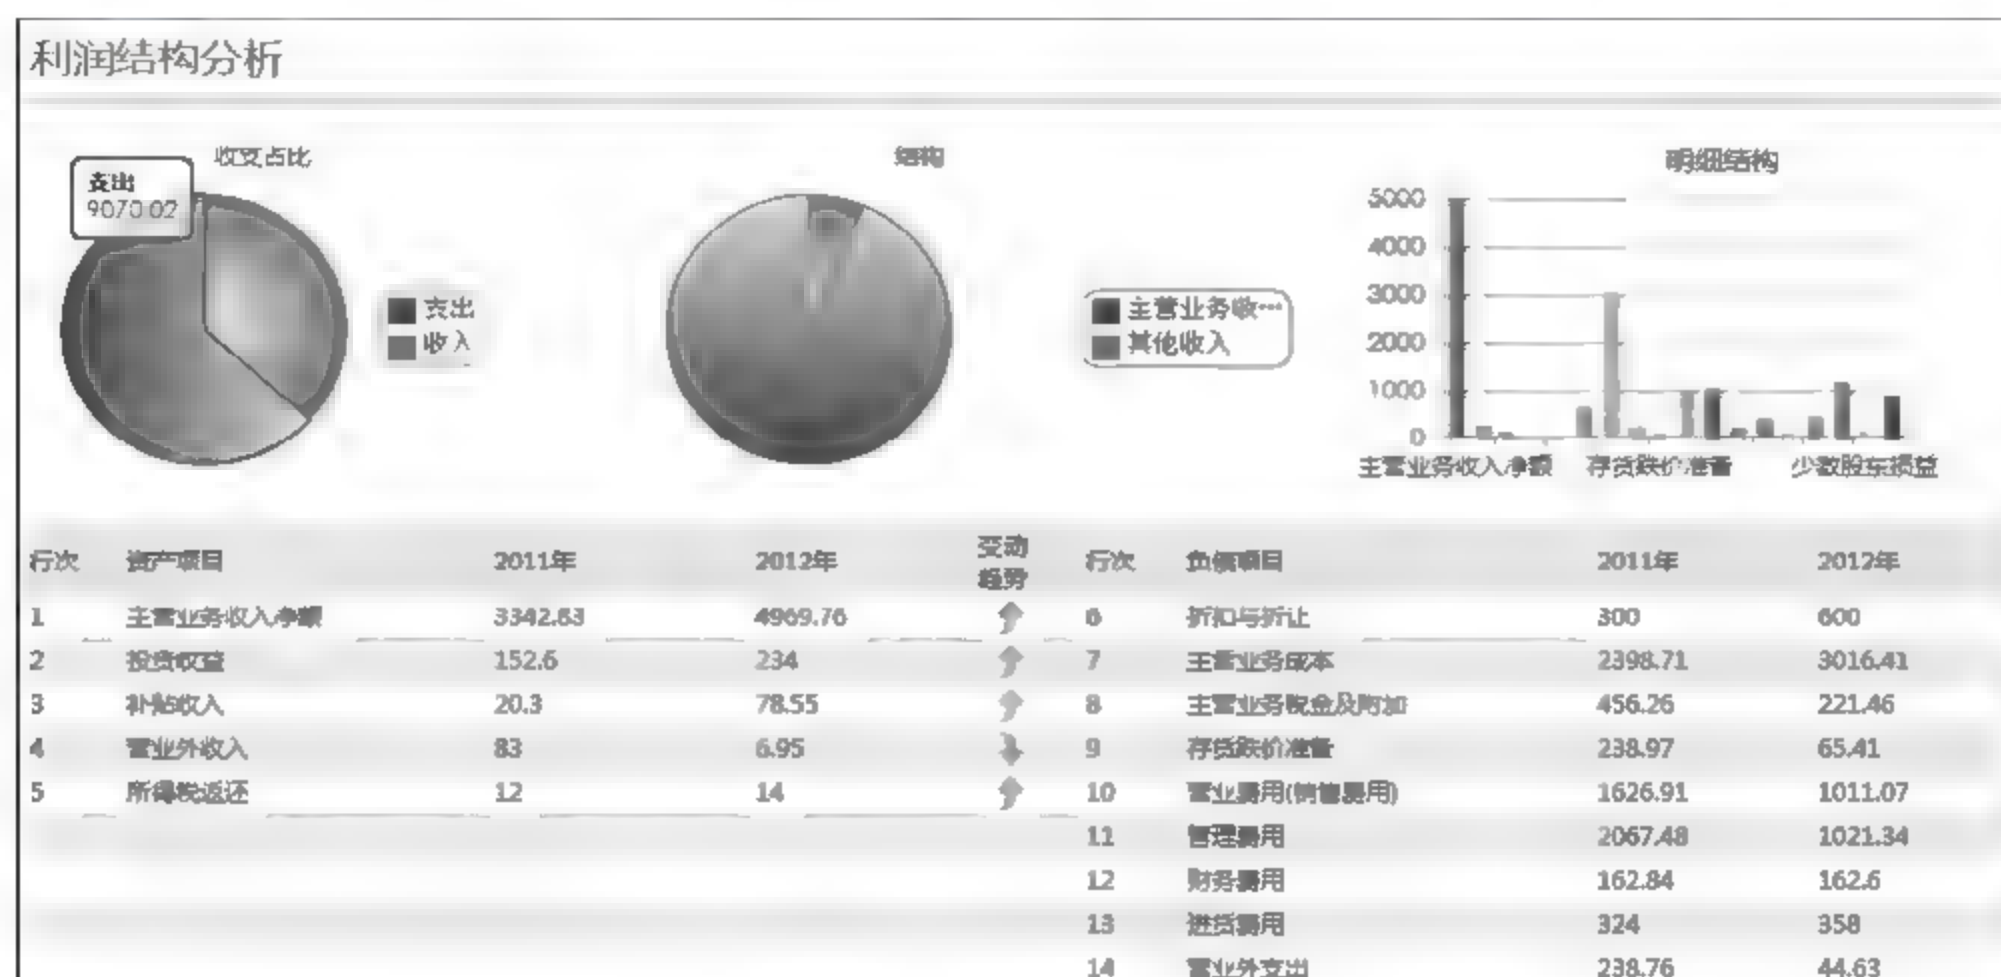 利润结构分析
收支占比
支出
9070.02
支出
收入
结构
主营业务收…
其他收入
明细结构
5000
4000
3000
2000
1000
0
主营业务收入净额 存货跌价准备 少数股东损益
行次 资产项目 2011年 2012年 变动趋势 行次 负债项目 2011年 2012年
1 主营业务收入净额 3342.83 4969.76 6 折扣与折让 300 600
2 投资收益 152.6 234 7 主营业务成本 2398.71 3016.41
3 补贴收入 20.3 78.55 8 主营业务税金及附加 456.26 221.46
4 营业外收入 83 6.95 9 存货跌价准备 238.97 65.41
5 所得税返还 12 14 10 营业费用(销售费用) 1626.91 1011.07
11 管理费用 2067.48 1021.34
12 财务费用 162.84 162.6
13 进货费用 324 358
14 营业外支出 238.76 44.63